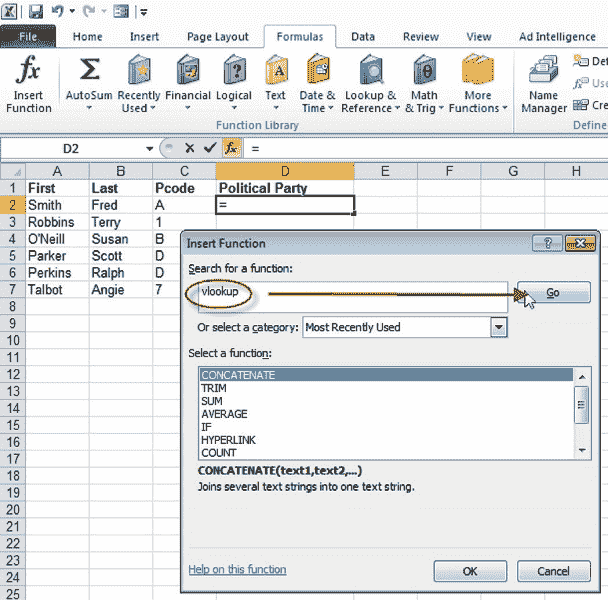 File Home Insert Page Layout Formulas Data Review View Ad Intelligence
fx Σ A θ
Insert Function AutoSum Recently Used Financial Logical Text Date & Time Lookup & Reference Math & Trig More Functions Name Manager
Function Library
D2 fx =
A B C D E F G H
1 First Last Pcode Political Party
2 Smith Fred A =
3 Robbins Terry 1
4 O'Neill Susan B
5 Parker Scott D
6 Perkins Ralph D
7 Talbot Angie 7
8
9
10
11
12
13
14
15
16
17
18
19
20
21
22
23
24
25
Insert Function ?
Search for a function:
vlookup Go
Or select a category: Most Recently Used
Select a function:
CONCATENATE
TRIM
SUM
AVERAGE
IF
HYPERLINK
COUNT
CONCATENATE(text1,text2,...)
Joins several text strings into one text string.
Help on this function OK Cancel